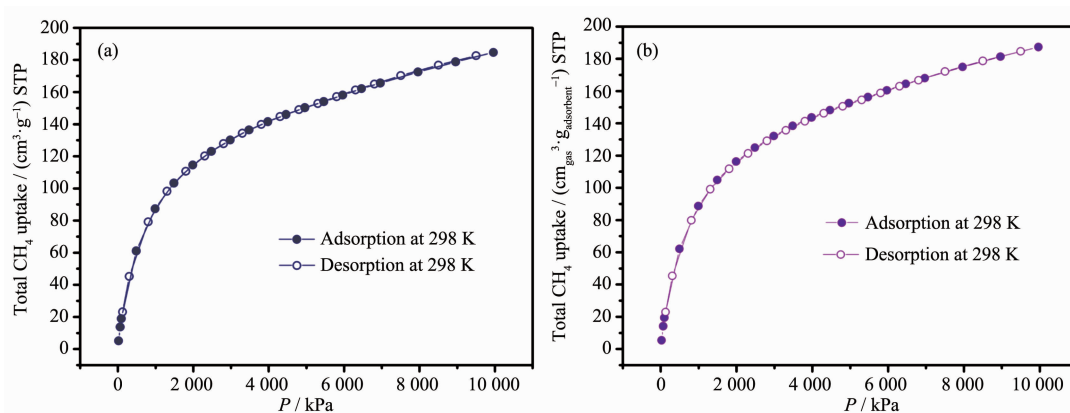 (a)
Total CH₄ uptake / (cm³·g⁻¹) STP
200
180
160
140
120
100
80
60
40
20
0
Adsorption at 298 K
Desorption at 298 K
0 2 000 4 000 6 000 8 000 10 000
P / kPa
(b)
Total CH₄ uptake / (cm_gas³·g_adsorbent⁻¹) STP
200
180
160
140
120
100
80
60
40
20
0
Adsorption at 298 K
Desorption at 298 K
0 2 000 4 000 6 000 8 000 10 000
P / kPa